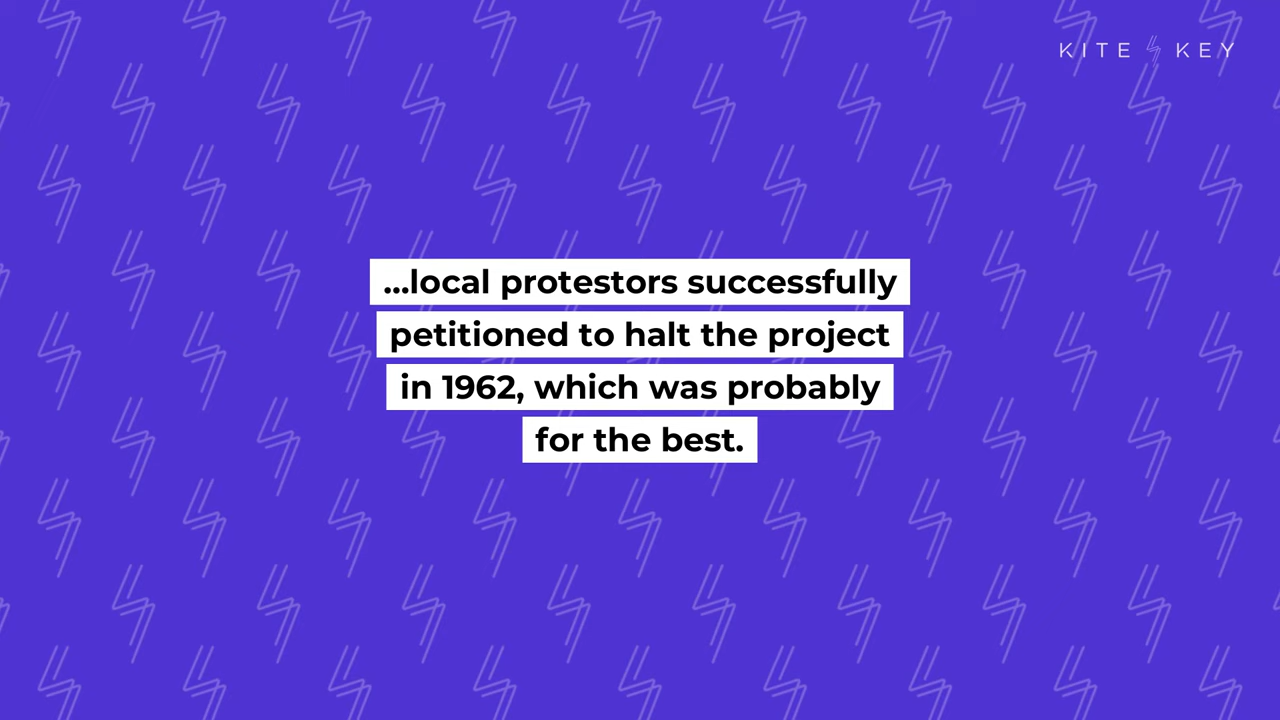 KITE KEY
...local protestors successfully
petitioned to halt the project
in 1962, which was probably
for the best.